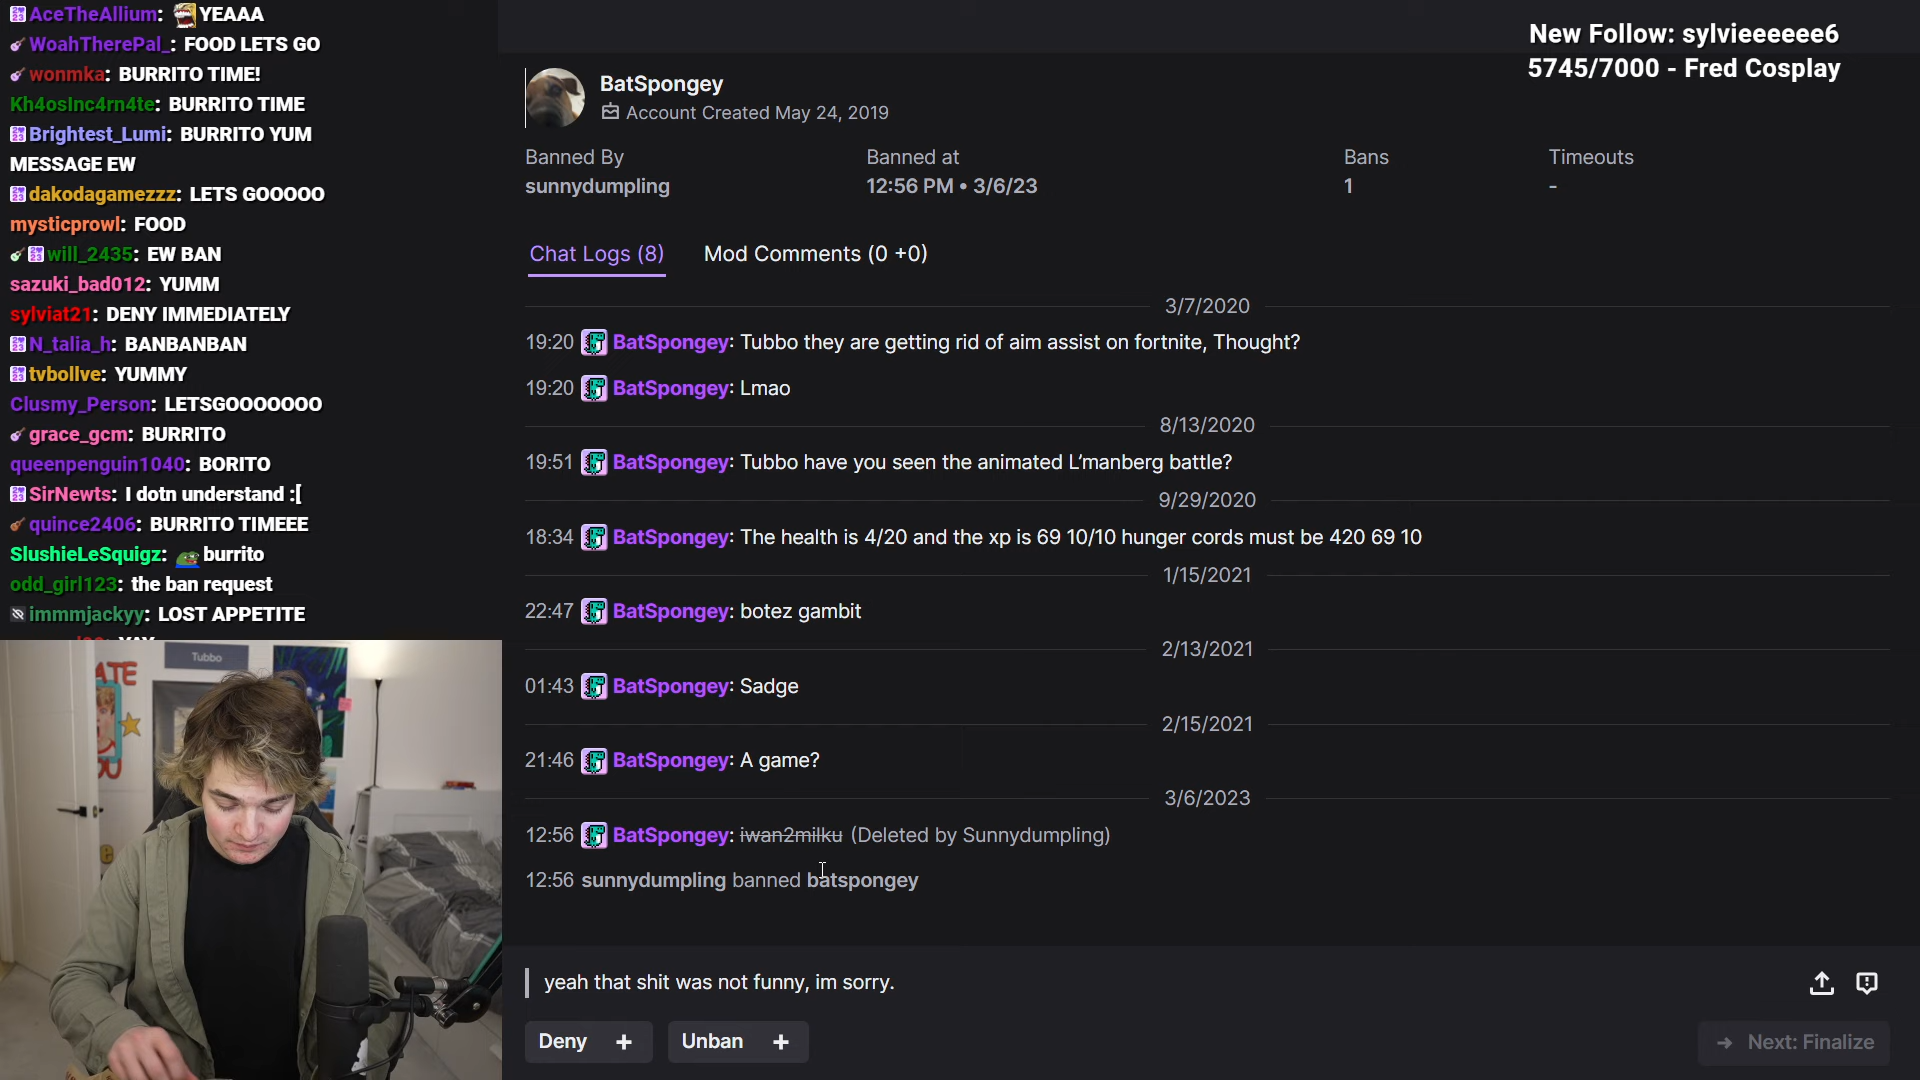 AceTheAllium: YEAAA
WoahTherePal_: FOOD LETS GO
wonmka: BURRITO TIME!
Kh4osInc4rn4te: BURRITO TIME
Brightest_Lumi: BURRITO YUM
MESSAGE EW
dakodagamezzz: LETS GOOOOO
mysticprowl: FOOD
will_2435: EW BAN
sazuki_bad012: YUMM
sylviat21: DENY IMMEDIATELY
N_talia_h: BANBANBAN
tvbollve: YUMMY
Clusmy_Person: LETSGOOOOOOO
grace_gcm: BURRITO
queenpenguin1040: BORITO
SirNewts: I dotn understand :[
quince2406: BURRITO TIMEEE
SlushieLeSquigz: burrito
odd_girl123: the ban request
immmjackyy: LOST APPETITE
Tubbo
New Follow: sylvieeeeee6
5745/7000 - Fred Cosplay
BatSpongey
Account Created May 24, 2019
Banned By Banned at Bans Timeouts
sunnydumpling 12:56 PM • 3/6/23 1 -
Chat Logs (8) Mod Comments (0 +0)
3/7/2020
19:20 BatSpongey: Tubbo they are getting rid of aim assist on fortnite, Thought?
19:20 BatSpongey: Lmao
8/13/2020
19:51 BatSpongey: Tubbo have you seen the animated L’manberg battle?
9/29/2020
18:34 BatSpongey: The health is 4/20 and the xp is 69 10/10 hunger cords must be 420 69 10
1/15/2021
22:47 BatSpongey: botez gambit
2/13/2021
01:43 BatSpongey: Sadge
2/15/2021
21:46 BatSpongey: A game?
3/6/2023
12:56 BatSpongey: iwan2milku (Deleted by Sunnydumpling)
12:56 sunnydumpling banned batspongey
yeah that shit was not funny, im sorry.
Deny + Unban + Next: Finalize